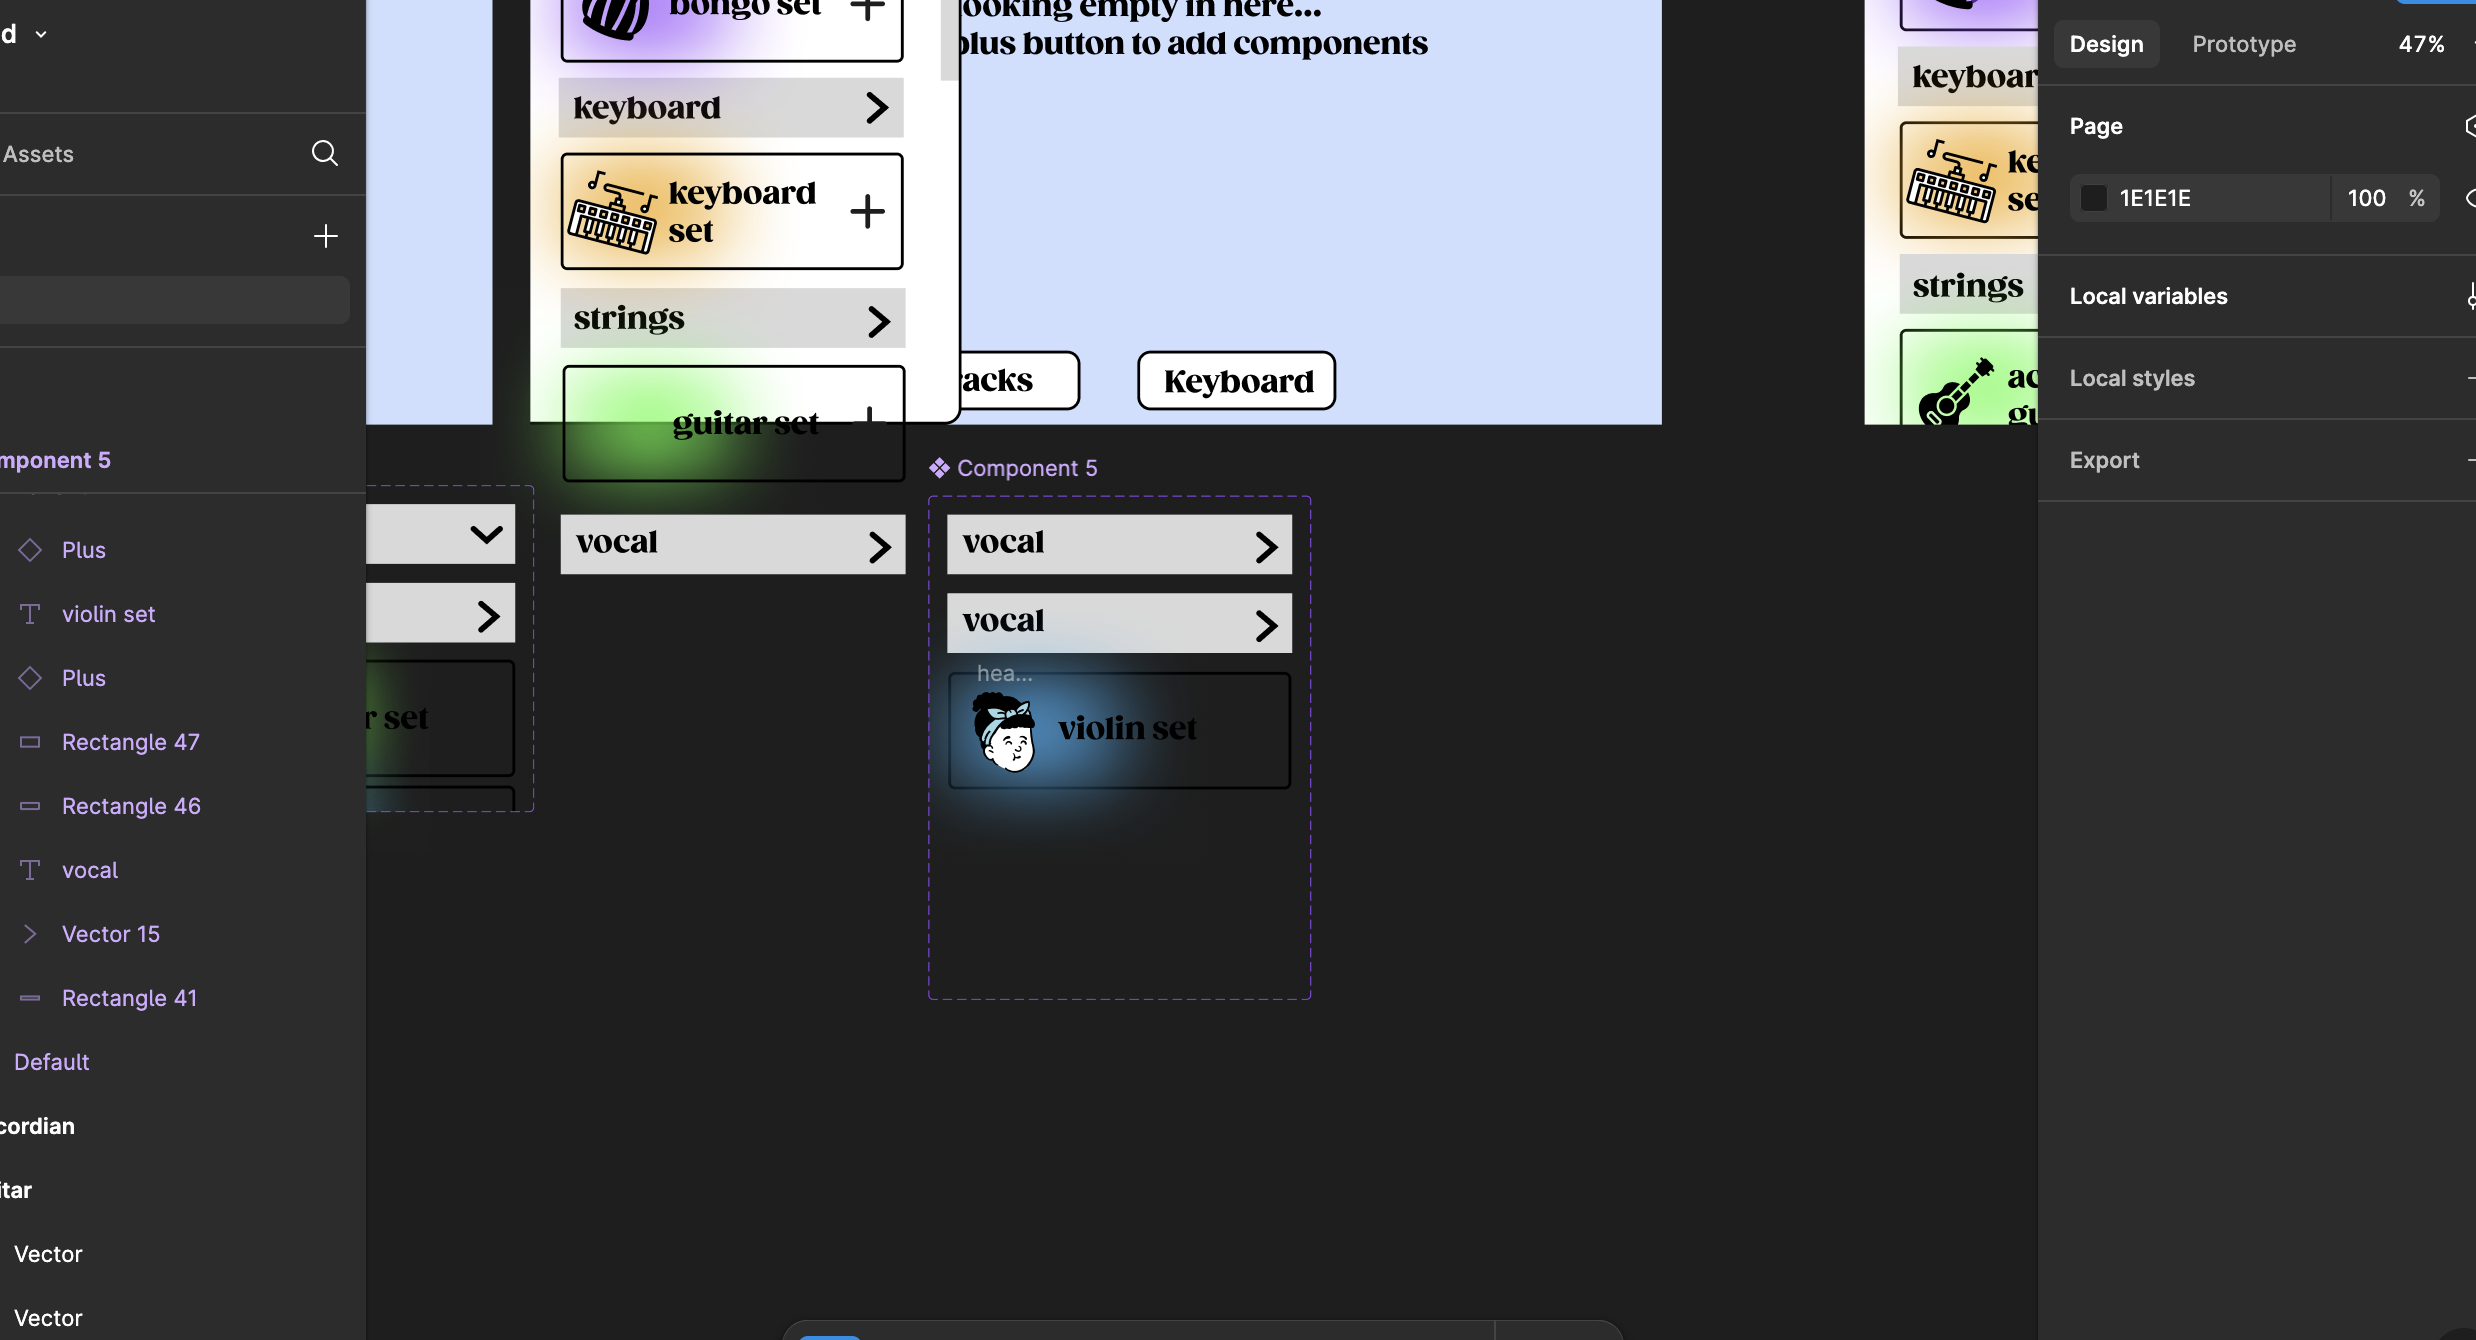 d
Assets
mponent 5
Plus
violin set
Plus
Rectangle 47
Rectangle 46
vocal
Vector 15
Rectangle 41
Default
cordian
itar
Vector
Vector
bongo set
keyboard
keyboard
set
strings
guitar set
ooking empty in here...
plus button to add components
racks
Keyboard
r set
vocal
Component 5
vocal
vocal
hea...
violin set
keyboar
ke
se
strings
ac
gu
Design
Prototype
47%
Page
1E1E1E
100
%
Local variables
Local styles
Export